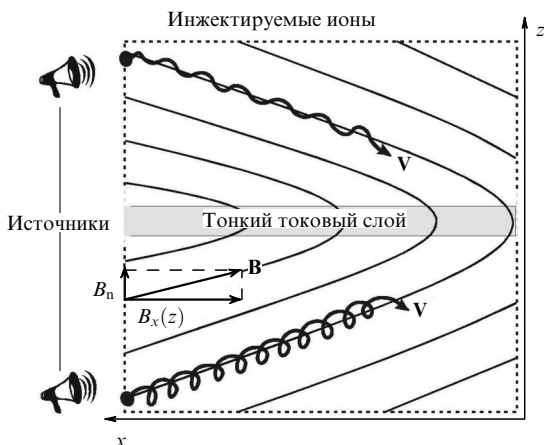 Инжектируемые ионы
z
V
Источники
Тонкий токовый слой
B
Bₙ
Bₓ(z)
V
x